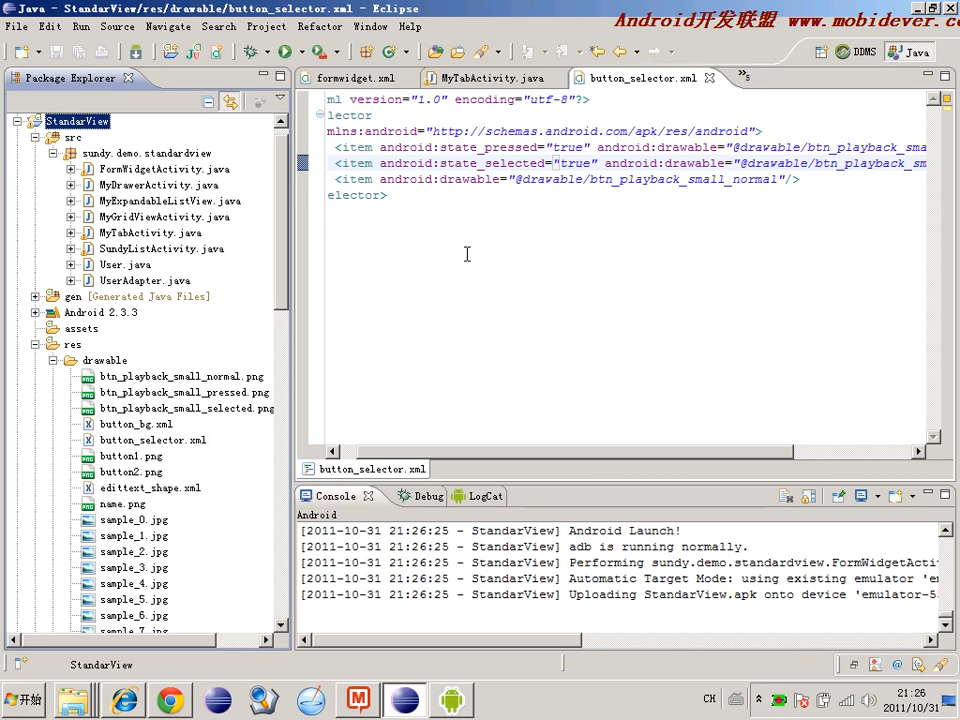 Java - StandarView/res/drawable/button_selector.xml - Eclipse
File Edit Run Source Navigate Search Project Refactor Window Help
Android开发联盟 www.mobidever.co
DDMS Java
Package Explorer
formwidget.xml MyTabActivity.java button_selector.xml »5
StandarView
src
sundy.demo.standardview
FormWidgetActivity.java
MyDrawerActivity.java
MyExpandableListView.java
MyGridViewActivity.java
MyTabActivity.java
SundyListActivity.java
User.java
UserAdapter.java
gen [Generated Java Files]
Android 2.3.3
assets
res
drawable
btn_playback_small_normal.png
btn_playback_small_pressed.png
btn_playback_small_selected.png
button_bg.xml
button_selector.xml
button1.png
button2.png
edittext_shape.xml
name.png
sample_0.jpg
sample_1.jpg
sample_2.jpg
sample_3.jpg
sample_4.jpg
sample_5.jpg
sample_6.jpg
sample_7.jpg
ml version="1.0" encoding="utf-8"?>
lector
mlns:android="http://schemas.android.com/apk/res/android">
<item android:state_pressed="true" android:drawable="@drawable/btn_playback_sma
<item android:state_selected="true" android:drawable="@drawable/btn_playback_sm
<item android:drawable="@drawable/btn_playback_small_normal"/>
elector>
button_selector.xml
Console Debug LogCat
Android
[2011-10-31 21:26:25 - StandarView] Android Launch!
[2011-10-31 21:26:25 - StandarView] adb is running normally.
[2011-10-31 21:26:25 - StandarView] Performing sundy.demo.standardview.FormWidgetActi
[2011-10-31 21:26:25 - StandarView] Automatic Target Mode: using existing emulator 'e
[2011-10-31 21:26:25 - StandarView] Uploading StandarView.apk onto device 'emulator-5
StandarView
开始
CH
21:26
2011/10/31